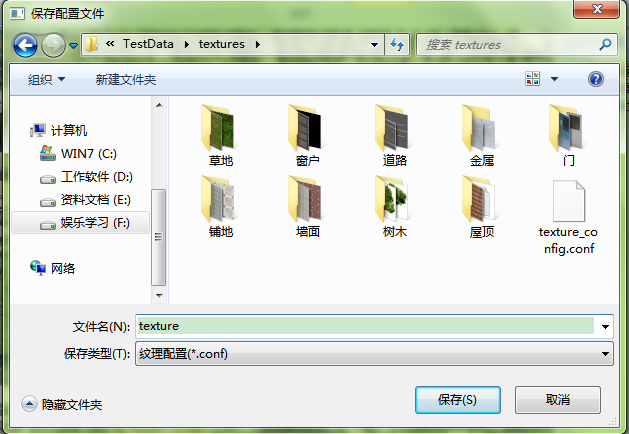 保存配置文件
« TestData ▸ textures ▸
搜索 textures
组织 新建文件夹
计算机
WIN7 (C:)
工作软件 (D:)
资料文档 (E:)
娱乐学习 (F:)
网络
草地 窗户 道路 金属 门
铺地 墙面 树木 屋顶 texture_co
nfig.conf
文件名(N): texture
保存类型(T): 纹理配置(*.conf)
隐藏文件夹 保存(S) 取消